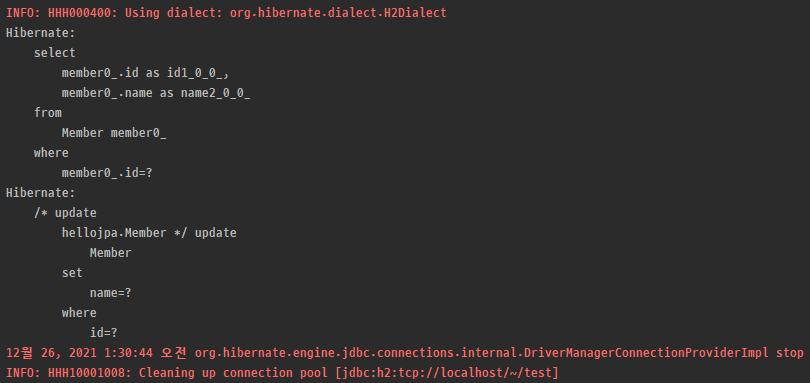 INFO: HHH000400: Using dialect: org.hibernate.dialect.H2Dialect
Hibernate:
    select
        member0_.id as id1_0_0_,
        member0_.name as name2_0_0_
    from
        Member member0_
    where
        member0_.id=?
Hibernate:
    /* update
        hellojpa.Member */ update
            Member
        set
            name=?
        where
            id=?
12월 26, 2021 1:30:44 오전 org.hibernate.engine.jdbc.connections.internal.DriverManagerConnectionProviderImpl stop
INFO: HHH10001008: Cleaning up connection pool [jdbc:h2:tcp://localhost/~/test]